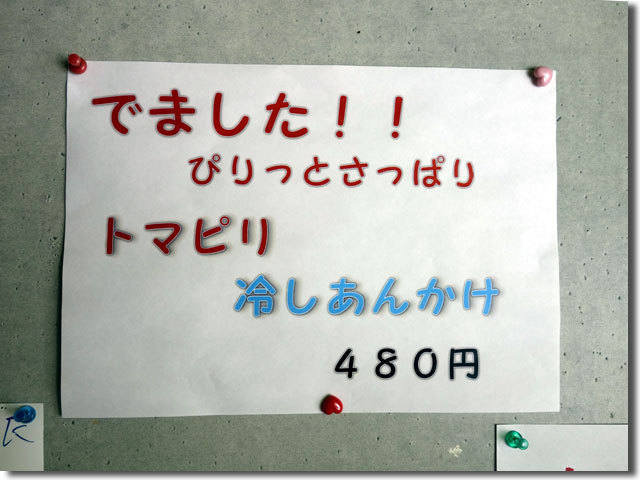 でました！！
ぴりっとさっぱり
トマピリ
冷しあんかけ
４８０円